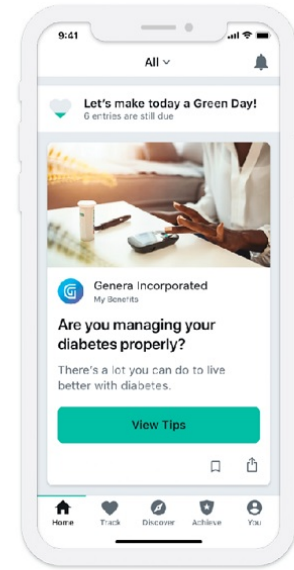 9:41
All
Let's make today a Green Day!
6 entries are still due
G
Genera Incorporated
My Benefits
Are you managing your
diabetes properly?
There's a lot you can do to live
better with diabetes.
View Tips
Home Track Discover Achieve You